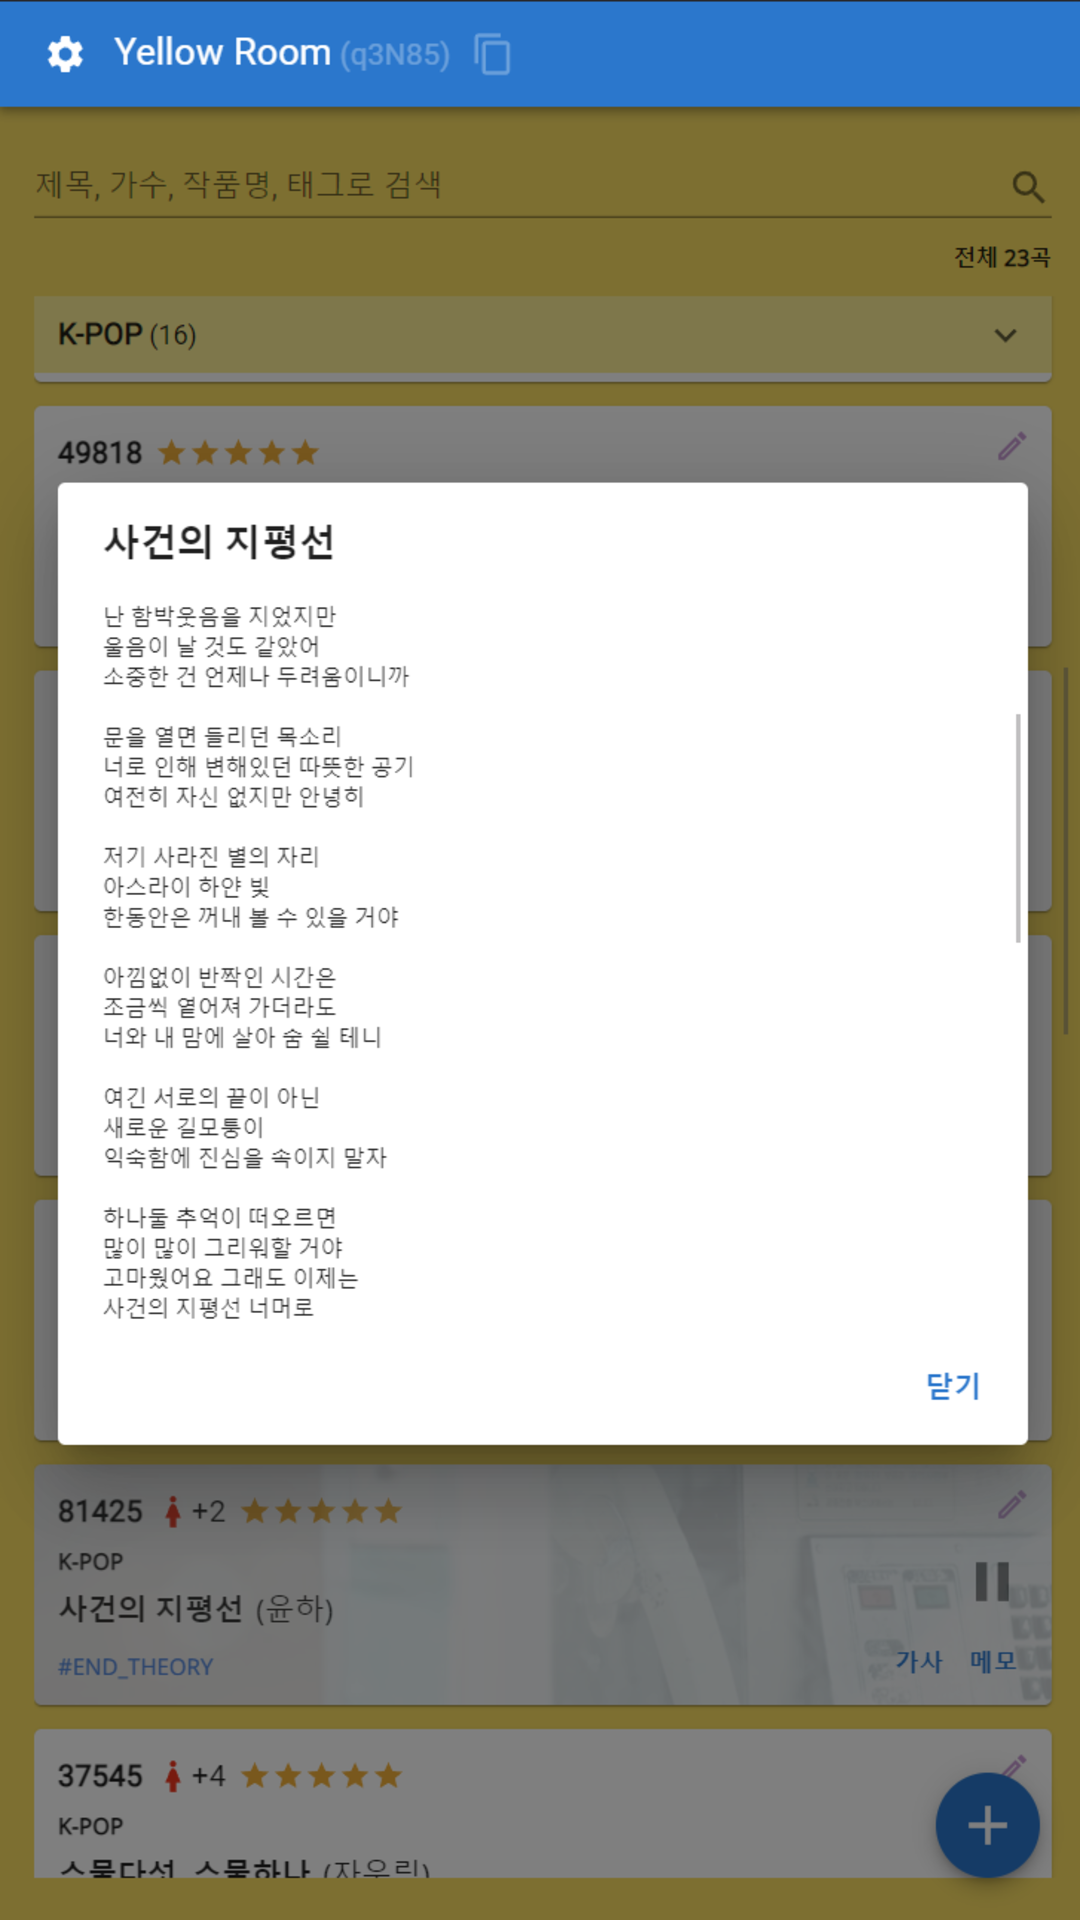 Yellow Room (q3N85)
제목, 가수, 작품명, 태그로 검색
전체 23곡
K-POP (16)
49818
사건의 지평선
난 함박웃음을 지었지만
울음이 날 것도 같았어
소중한 건 언제나 두려움이니까
문을 열면 들리던 목소리
너로 인해 변해있던 따뜻한 공기
여전히 자신 없지만 안녕히
저기 사라진 별의 자리
아스라이 하얀 빛
한동안은 꺼내 볼 수 있을 거야
아낌없이 반짝인 시간은
조금씩 옅어져 가더라도
너와 내 맘에 살아 숨 쉴 테니
여긴 서로의 끝이 아닌
새로운 길모퉁이
익숙함에 진심을 속이지 말자
하나둘 추억이 떠오르면
많이 많이 그리워할 거야
고마웠어요 그래도 이제는
사건의 지평선 너머로
닫기
81425 +2
K-POP
사건의 지평선 (윤하)
#END_THEORY
가사 메모
37545 +4
K-POP
스물다섯, 스물하나 (자우림)